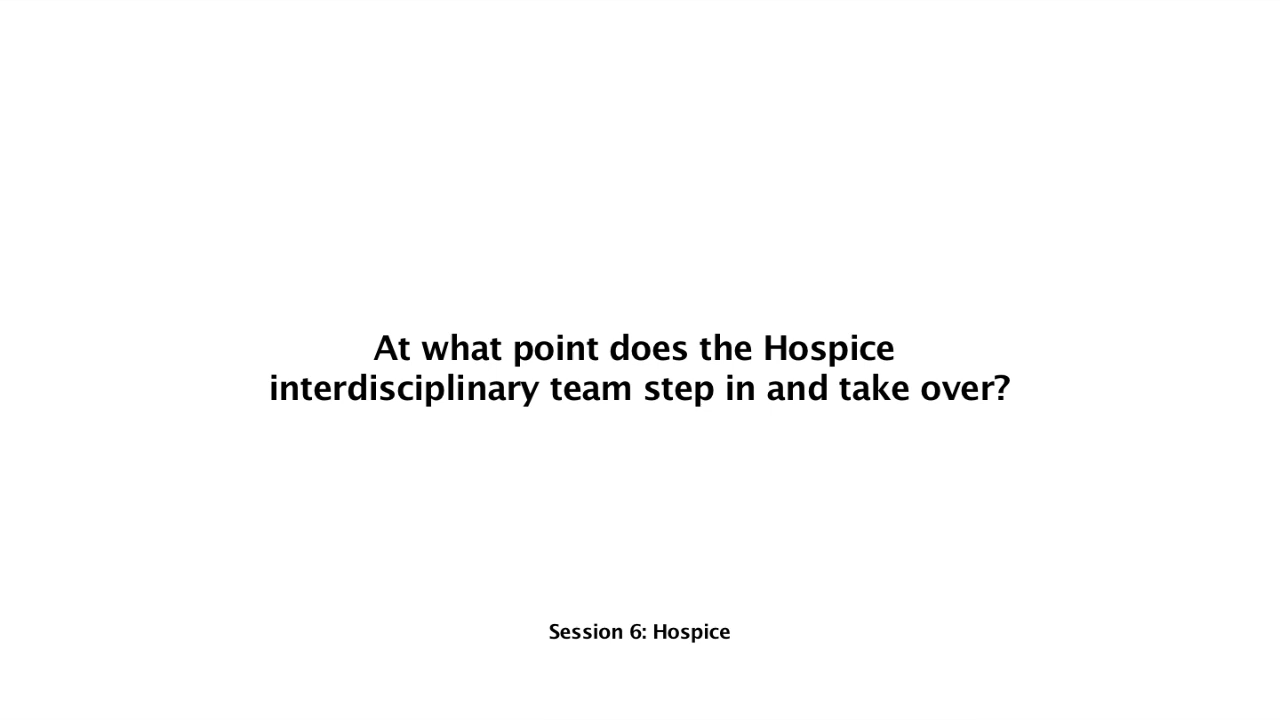 At what point does the Hospice
interdisciplinary team step in and take over?
Session 6: Hospice